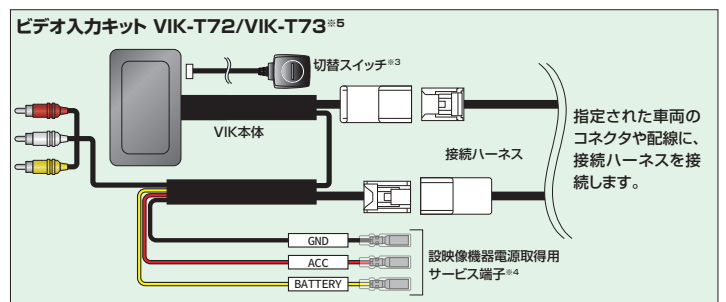 ビデオ入力キット VIK-T72/VIK-T73※5
切替スイッチ※3
VIK本体
接続ハーネス
指定された車両の
コネクタや配線に、
接続ハーネスを接
続します。
GND
ACC
BATTERY
設映像機器電源取得用
サービス端子※4